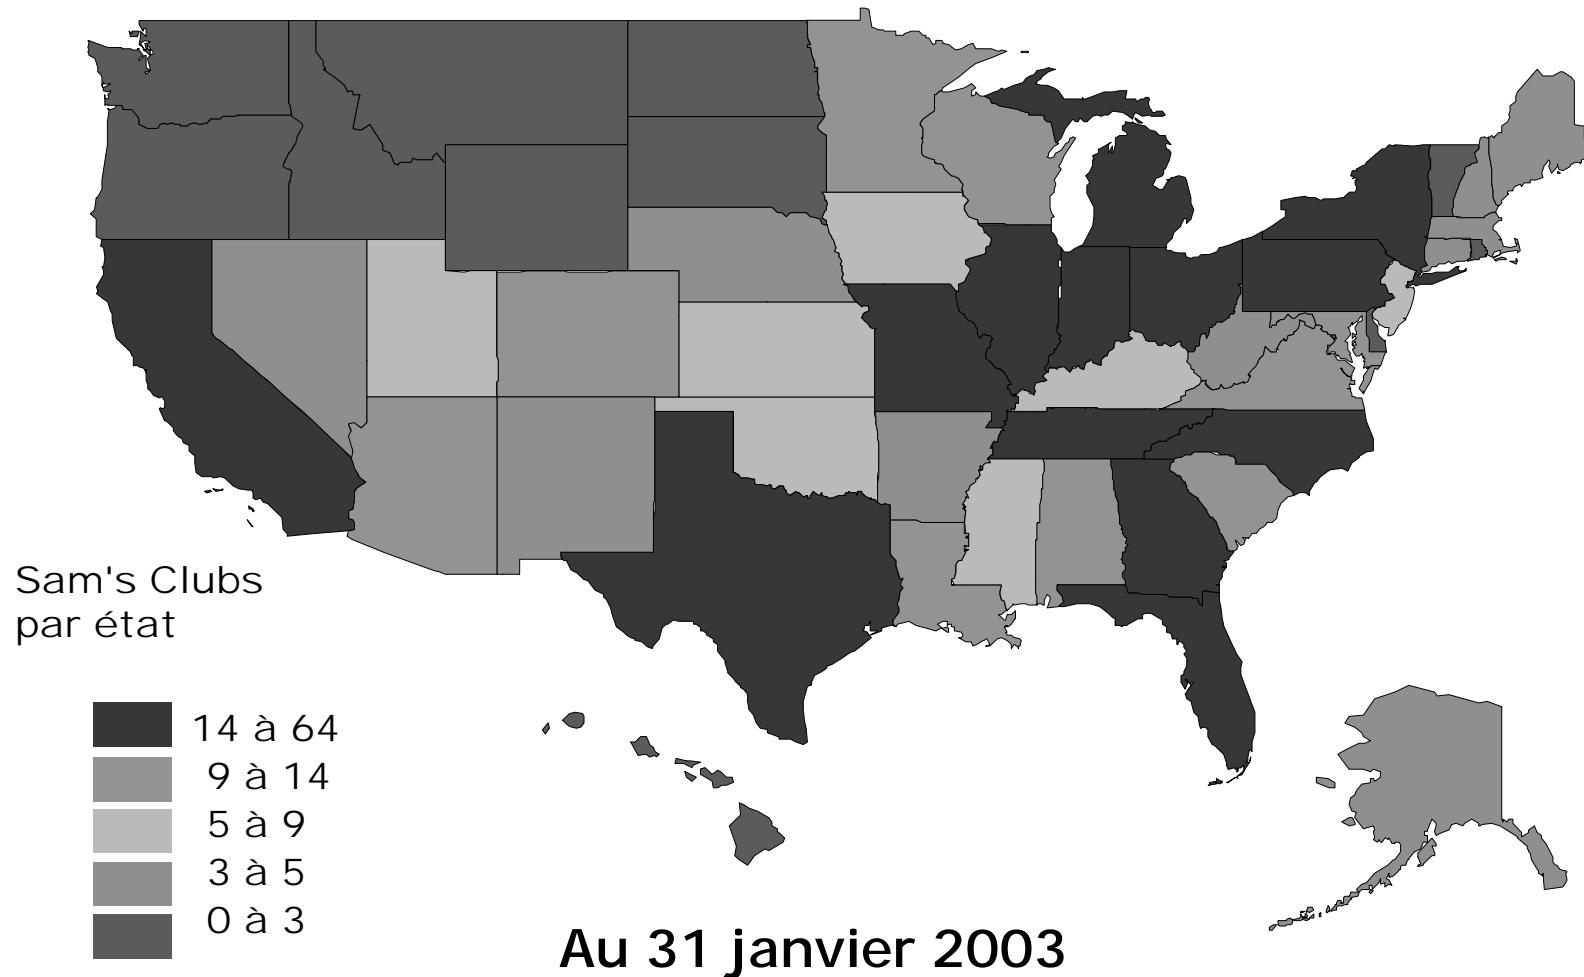 Sam's Clubs
par état
14 à 64
9 à 14
5 à 9
3 à 5
0 à 3
Au 31 janvier 2003